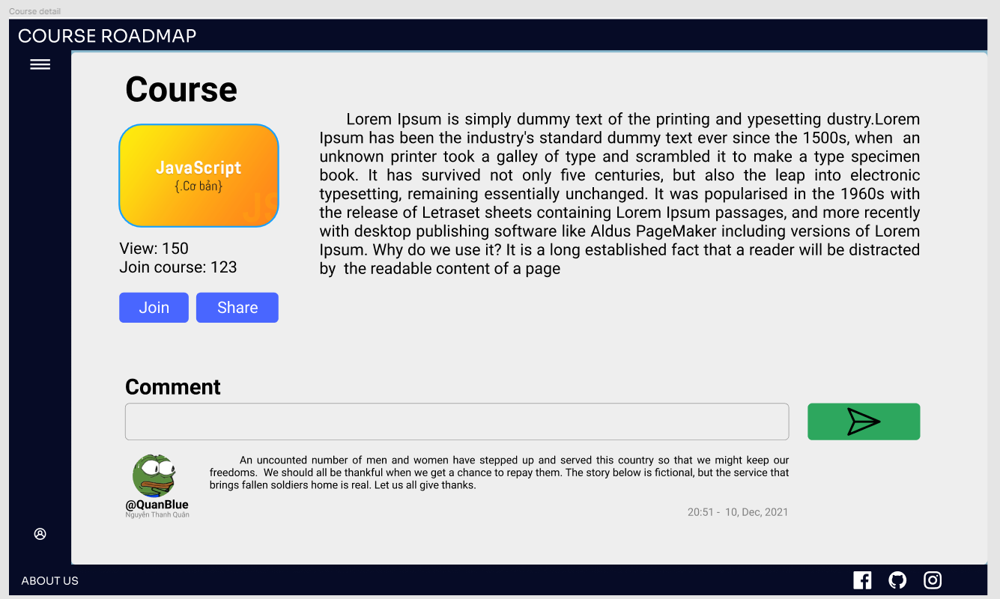 Course detail
COURSE ROADMAP
Course
JavaScript
{.Cơ bản}
JS
View: 150
Join course: 123
Join
Share
Lorem Ipsum is simply dummy text of the printing and ypesetting dustry.Lorem
Ipsum has been the industry's standard dummy text ever since the 1500s, when an
unknown printer took a galley of type and scrambled it to make a type specimen
book. It has survived not only five centuries, but also the leap into electronic
typesetting, remaining essentially unchanged. It was popularised in the 1960s with
the release of Letraset sheets containing Lorem Ipsum passages, and more recently
with desktop publishing software like Aldus PageMaker including versions of Lorem
Ipsum. Why do we use it? It is a long established fact that a reader will be distracted
by the readable content of a page
Comment
An uncounted number of men and women have stepped up and served this country so that we might keep our
freedoms. We should all be thankful when we get a chance to repay them. The story below is fictional, but the service that
brings fallen soldiers home is real. Let us all give thanks.
@QuanBlue
Nguyễn Thanh Quân
20:51 - 10, Dec, 2021
ABOUT US